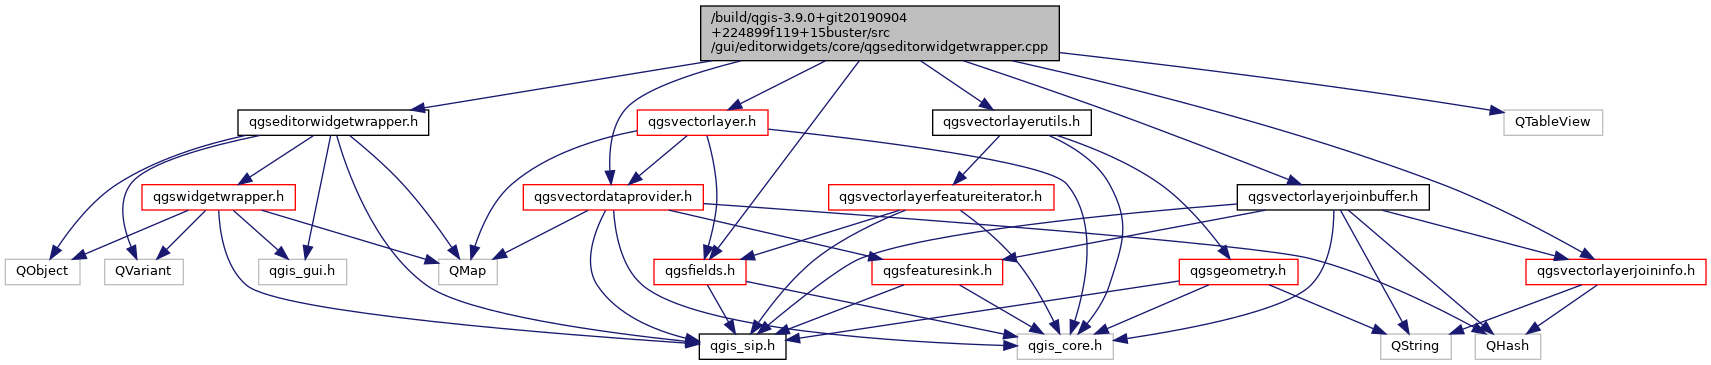 /build/qgis-3.9.0+git20190904
+224899f119+15buster/src
/gui/editorwidgets/core/qgseditorwidgetwrapper.cpp
qgseditorwidgetwrapper.h
qgsvectorlayer.h
qgsvectorlayerutils.h
QTableView
qgswidgetwrapper.h
qgsvectordataprovider.h
qgsvectorlayerfeatureiterator.h
qgsvectorlayerjoinbuffer.h
QObject
QVariant
qgis_gui.h
QMap
qgsfields.h
qgsfeaturesink.h
qgsgeometry.h
qgsvectorlayerjoininfo.h
qgis_sip.h
qgis_core.h
QString
QHash